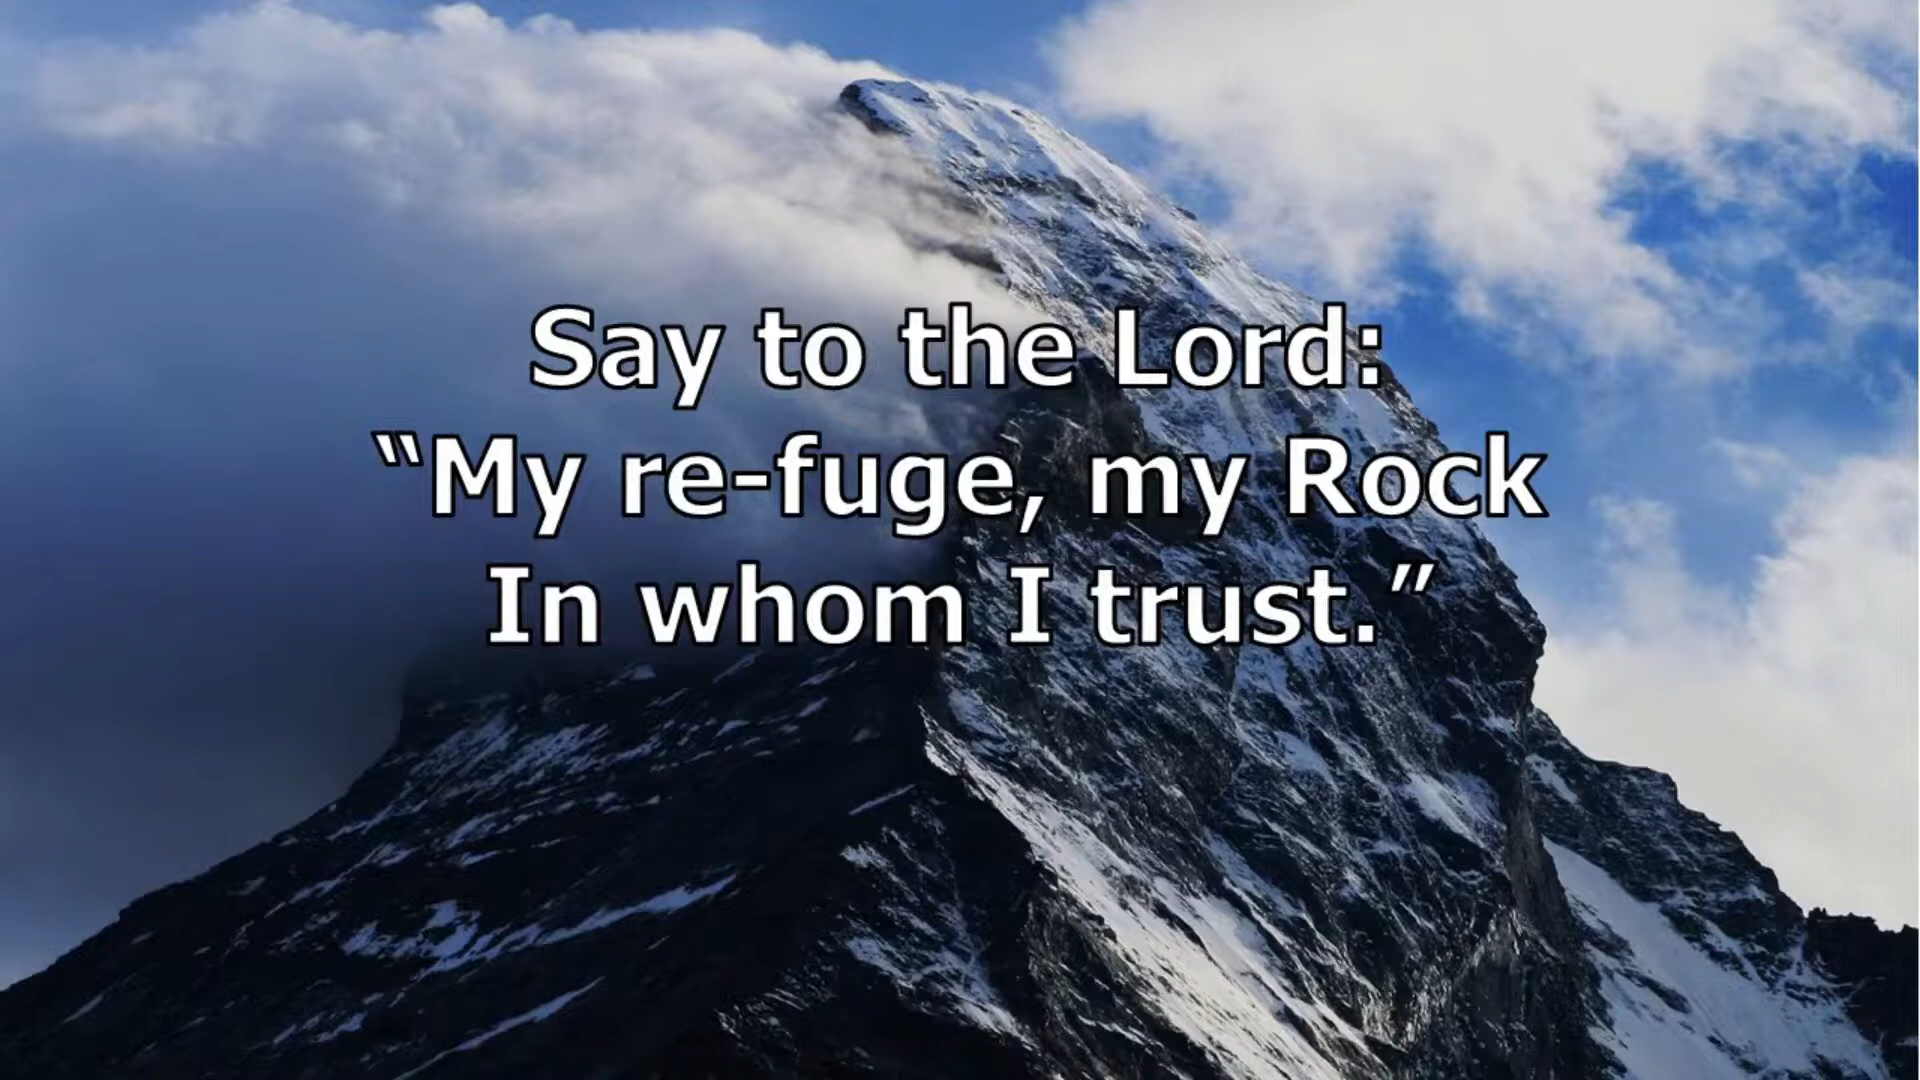 Say to the Lord:
“My re-fuge, my Rock
In whom I trust.”